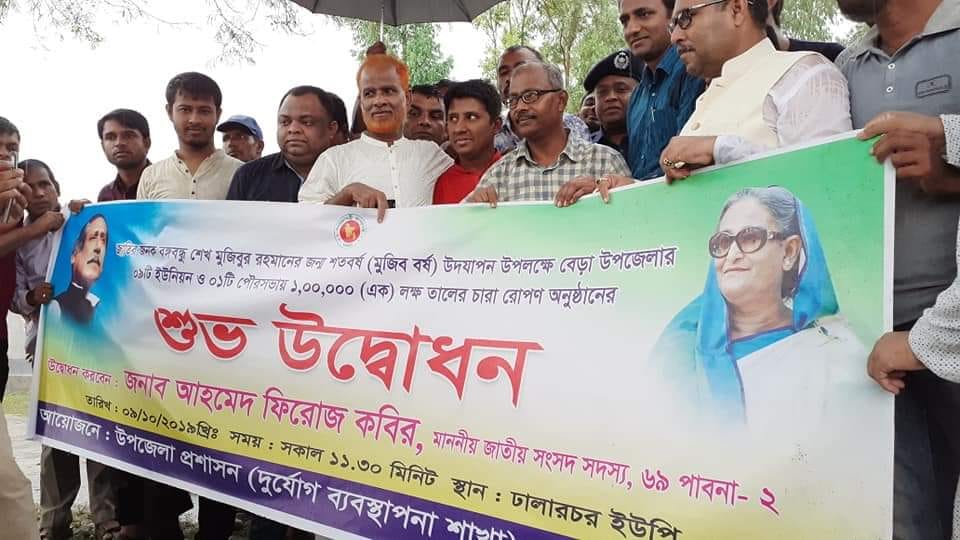 জাতির জনক বঙ্গবন্ধু শেখ মুজিবুর রহমানের জন্ম শতবর্ষ (মুজিব বর্ষ) উদযাপন উপলক্ষে বেড়া উপজেলার
০৯টি ইউনিয়ন ও ০১টি পৌরসভায় ১,০০,০০০ (এক) লক্ষ তালের চারা রোপণ অনুষ্ঠানের
শুভ উদ্বোধন
উদ্বোধন করবেন : জনাব আহমেদ ফিরোজ কবির, মাননীয় জাতীয় সংসদ সদস্য, ৬৯ পাবনা- ২
তারিখ : ০৯/১০/২০১৯খ্রিঃ সময় : সকাল ১১.৩০ মিনিট স্থান : ঢালারচর ইউপি
আয়োজনে : উপজেলা প্রশাসন (দুর্যোগ ব্যবস্থাপনা শাখা)